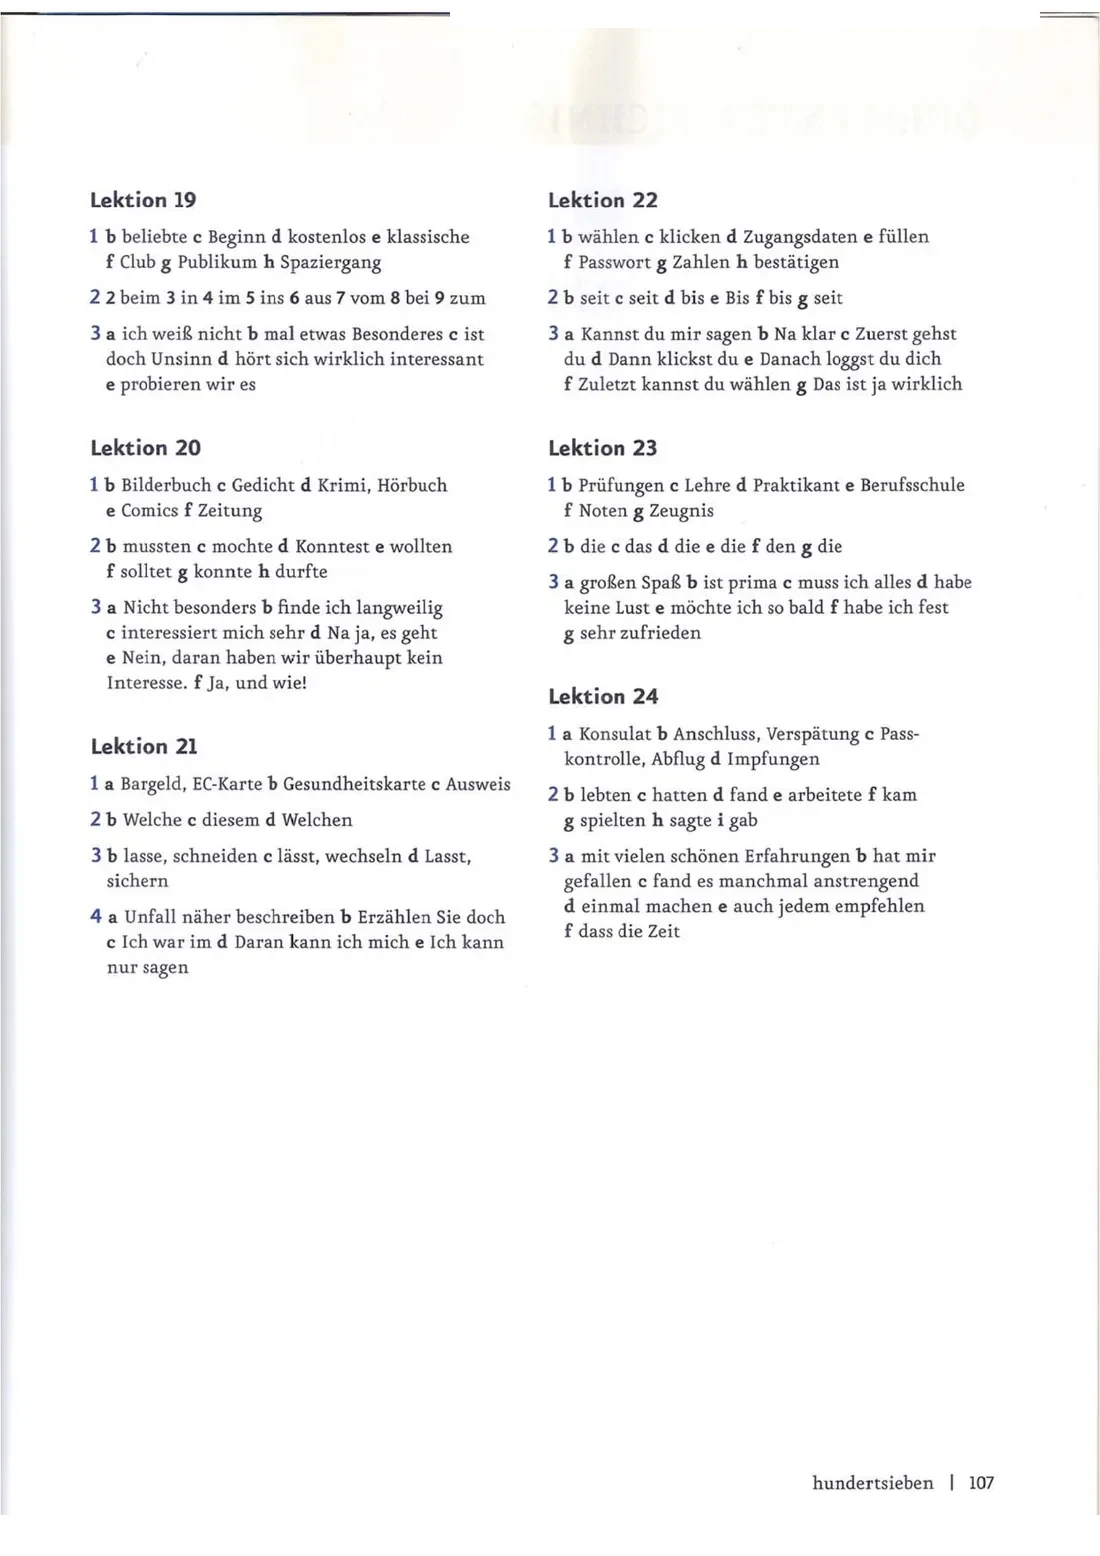 Lektion 19
1 b beliebte c Beginn d kostenlos e klassische
f Club g Publikum h Spaziergang
2 2 beim 3 in 4 im 5 ins 6 aus 7 vom 8 bei 9 zum
3 a ich weiß nicht b mal etwas Besonderes c ist
doch Unsinn d hört sich wirklich interessant
e probieren wir es
Lektion 20
1 b Bilderbuch c Gedicht d Krimi, Hörbuch
e Comics f Zeitung
2 b mussten c mochte d Konntest e wollten
f solltet g konnte h durfte
3 a Nicht besonders b finde ich langweilig
c interessiert mich sehr d Na ja, es geht
e Nein, daran haben wir überhaupt kein
Interesse. f Ja, und wie!
Lektion 21
1 a Bargeld, EC-Karte b Gesundheitskarte c Ausweis
2 b Welche c diesem d Welchen
3 b lasse, schneiden c lässt, wechseln d Lasst,
sichern
4 a Unfall näher beschreiben b Erzählen Sie doch
c Ich war im d Daran kann ich mich e Ich kann
nur sagen
Lektion 22
1 b wählen c klicken d Zugangsdaten e füllen
f Passwort g Zahlen h bestätigen
2 b seit c seit d bis e Bis f bis g seit
3 a Kannst du mir sagen b Na klar c Zuerst gehst
du d Dann klickst du e Danach loggst du dich
f Zuletzt kannst du wählen g Das ist ja wirklich
Lektion 23
1 b Prüfungen c Lehre d Praktikant e Berufsschule
f Noten g Zeugnis
2 b die c das d die e die f den g die
3 a großen Spaß b ist prima c muss ich alles d habe
keine Lust e möchte ich so bald f habe ich fest
g sehr zufrieden
Lektion 24
1 a Konsulat b Anschluss, Verspätung c Pass-
kontrolle, Abflug d Impfungen
2 b lebten c hatten d fand e arbeitete f kam
g spielten h sagte i gab
3 a mit vielen schönen Erfahrungen b hat mir
gefallen c fand es manchmal anstrengend
d einmal machen e auch jedem empfehlen
f dass die Zeit
hundertsieben | 107